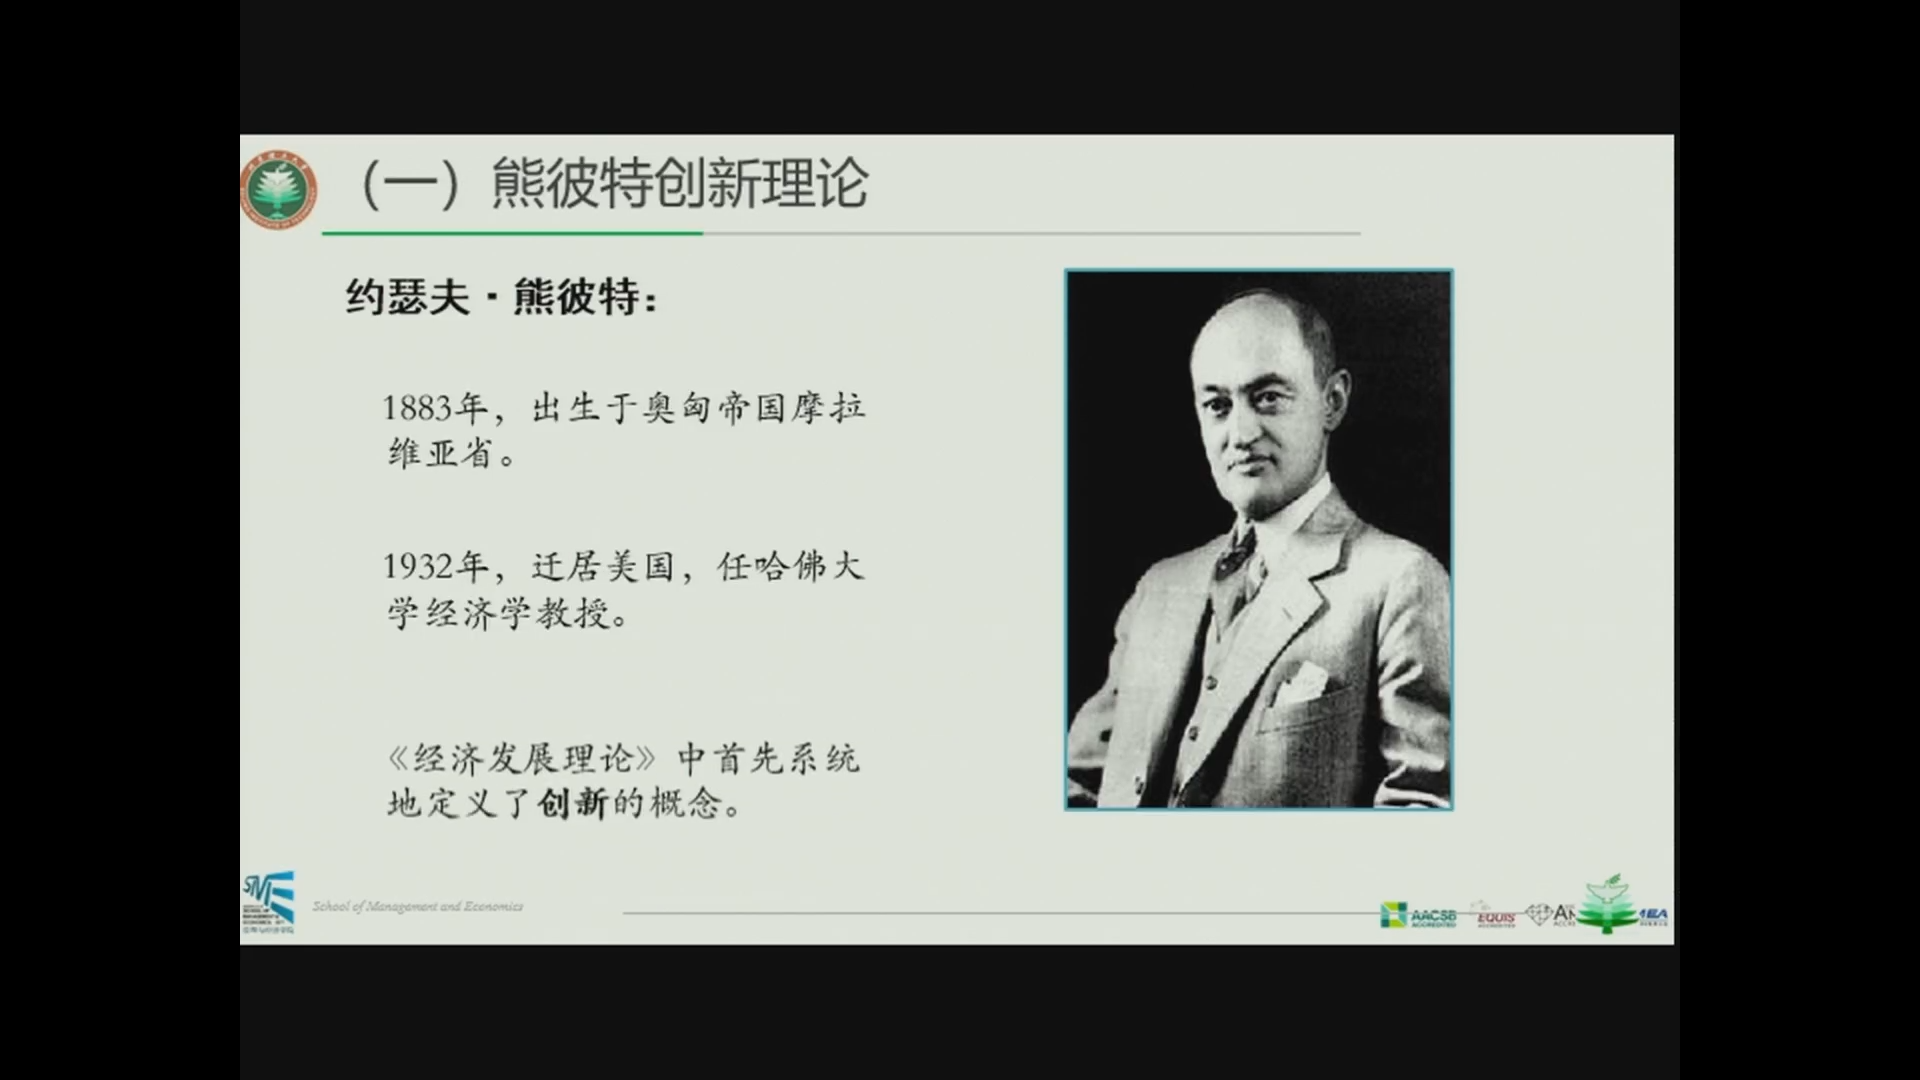 （一）熊彼特创新理论
约瑟夫·熊彼特：
1883年，出生于奥匈帝国摩拉
维亚省。
1932年，迁居美国，任哈佛大
学经济学教授。
《经济发展理论》中首先系统
地定义了创新的概念。
School of Management and Economics
AACSB
ACCREDITED
EQUIS
ACCREDITED